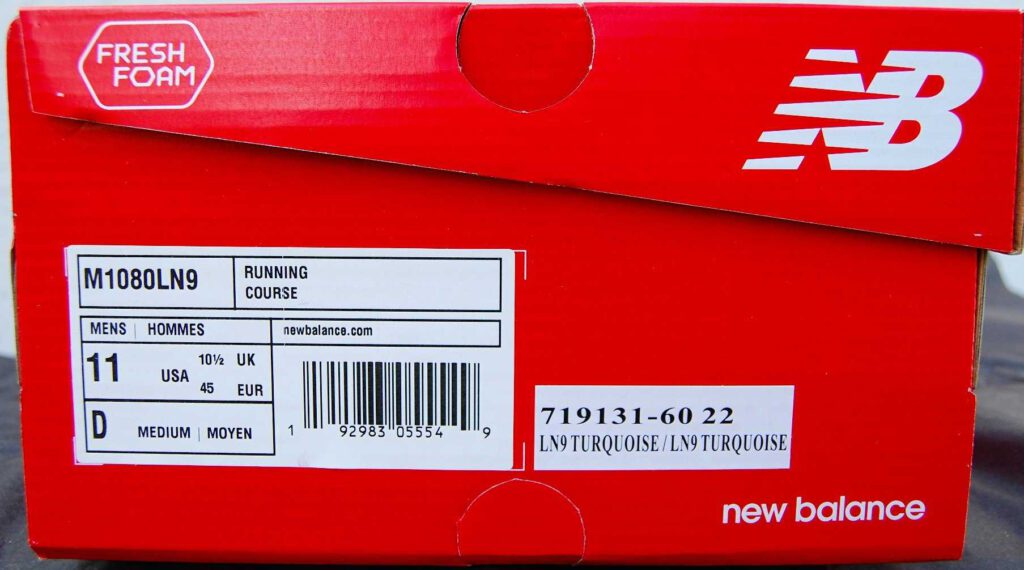 FRESH
FOAM
NB
M1080LN9
RUNNING
COURSE
MENS | HOMMES
newbalance.com
11 USA 10½ UK
45 EUR
D MEDIUM | MOYEN
1 92983 05554 9
719131-60 22
LN9 TURQUOISE / LN9 TURQUOISE
new balance